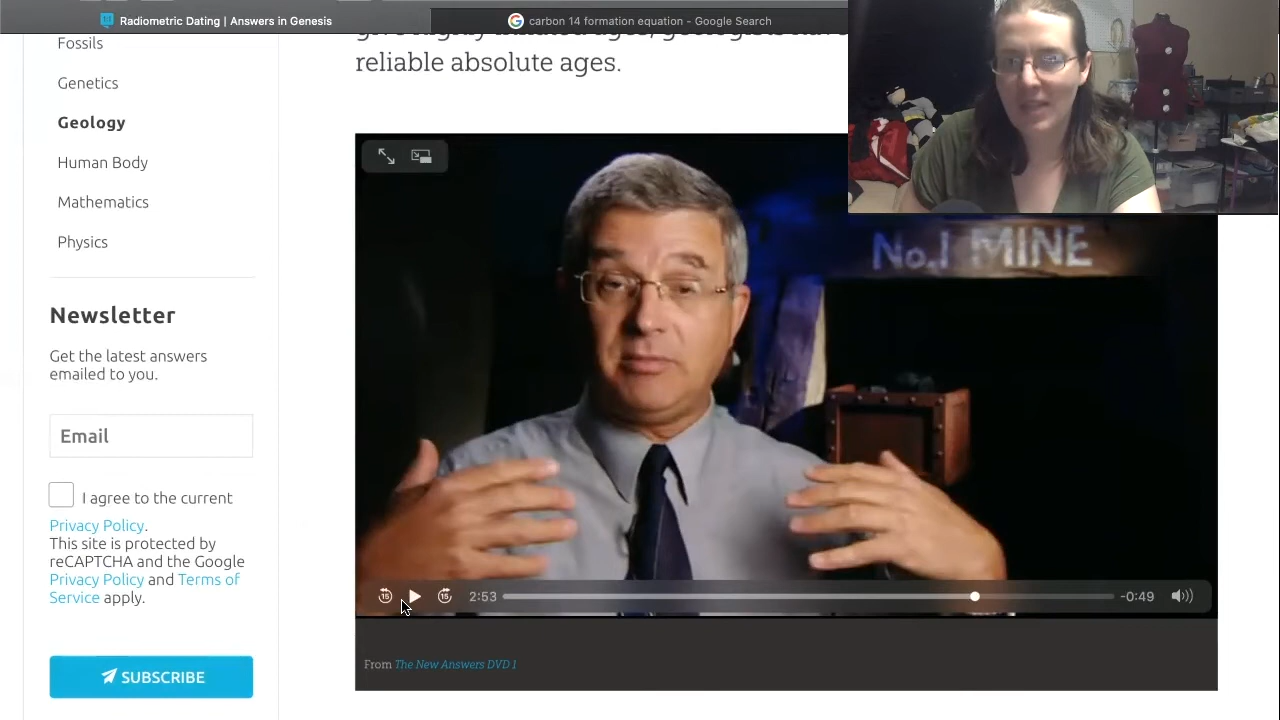 Radiometric Dating | Answers in Genesis
carbon 14 formation equation - Google Search
Fossils
Genetics
Geology
Human Body
Mathematics
Physics
Newsletter
Get the latest answers
emailed to you.
Email
I agree to the current
Privacy Policy.
This site is protected by
reCAPTCHA and the Google
Privacy Policy and Terms of
Service apply.
SUBSCRIBE
reliable absolute ages.
No.1 MINE
15
15
2:53
-0:49
From The New Answers DVD 1